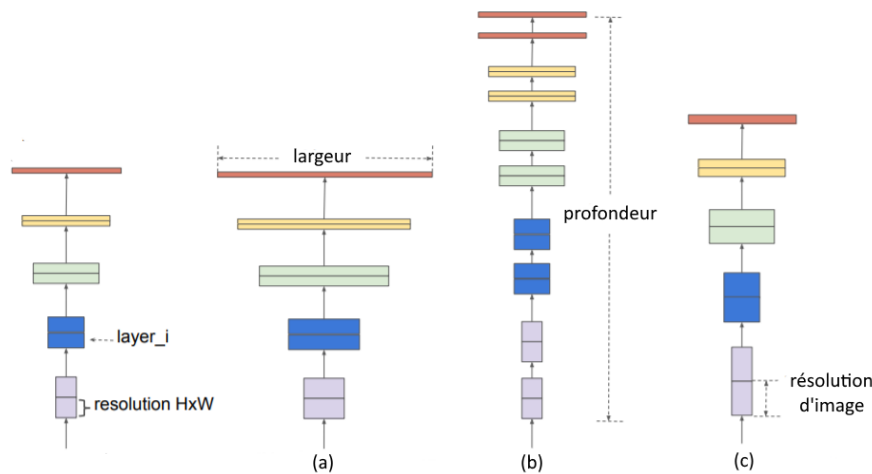 largeur
profondeur
layer_i
resolution HxW
résolution
d'image
(a)
(b)
(c)